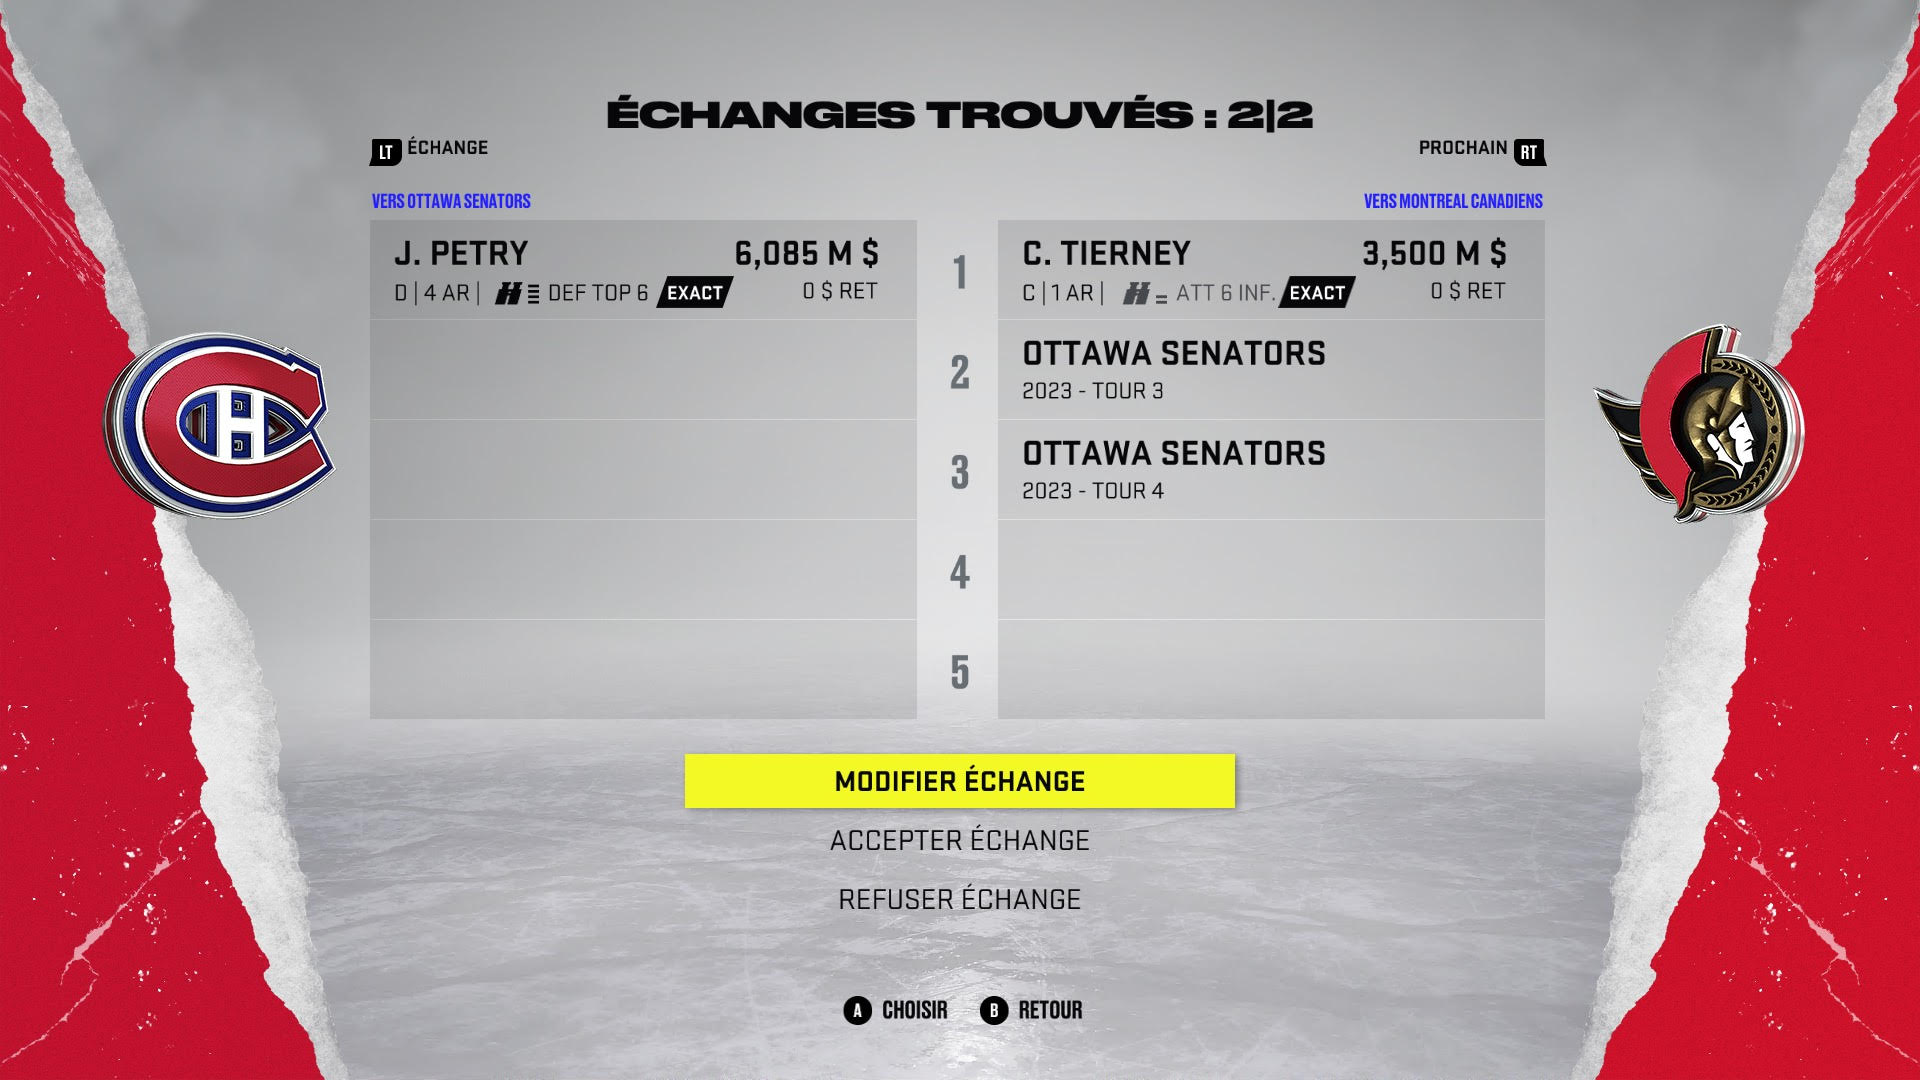 ÉCHANGES TROUVÉS : 2|2
LT ÉCHANGE
PROCHAIN RT
VERS OTTAWA SENATORS
VERS MONTREAL CANADIENS
J. PETRY 6,085 M $
D | 4 AR | DEF TOP 6 EXACT 0 $ RET
1
C. TIERNEY 3,500 M $
C | 1 AR | ATT 6 INF. EXACT 0 $ RET
2
OTTAWA SENATORS
2023 - TOUR 3
3
OTTAWA SENATORS
2023 - TOUR 4
4
5
MODIFIER ÉCHANGE
ACCEPTER ÉCHANGE
REFUSER ÉCHANGE
A CHOISIR B RETOUR